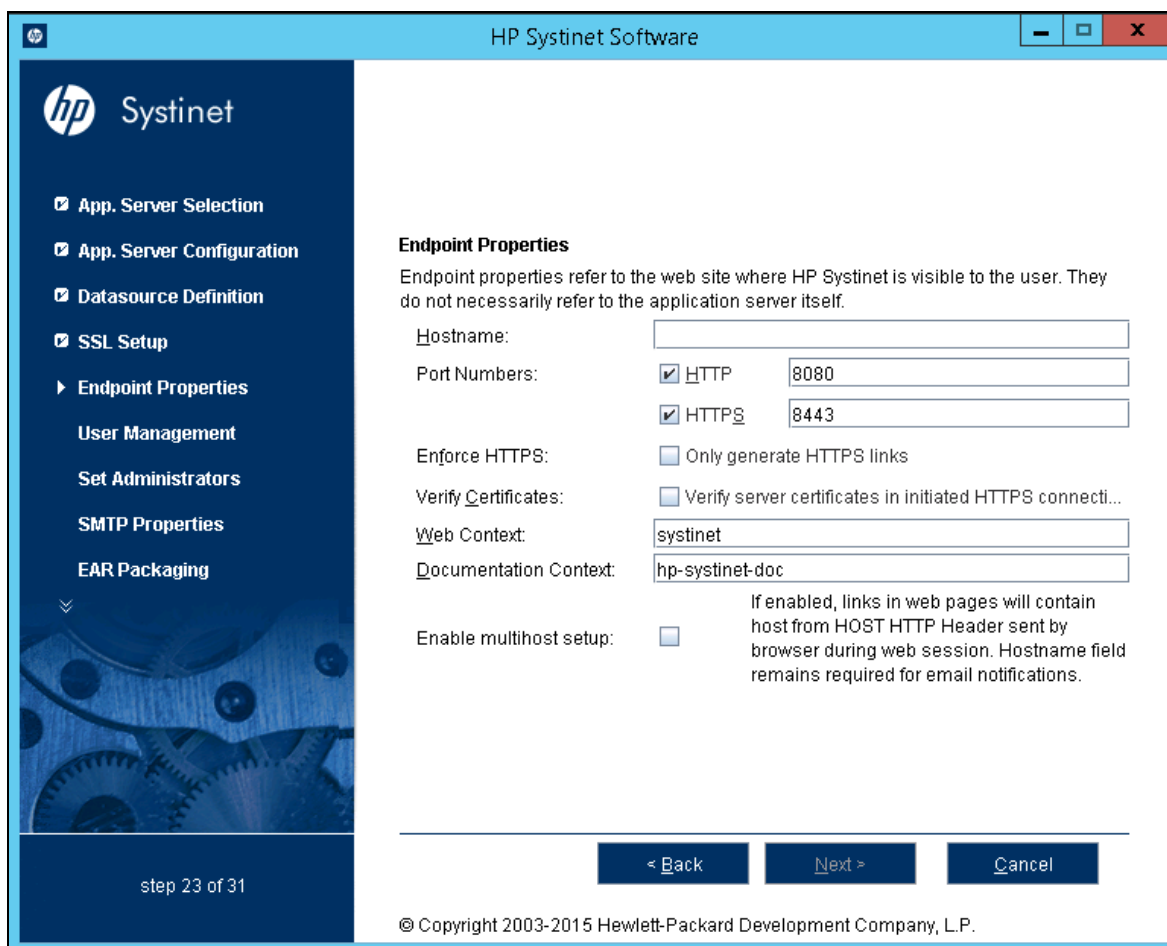 HP Systinet Software
hp Systinet
App. Server Selection
App. Server Configuration
Datasource Definition
SSL Setup
Endpoint Properties
User Management
Set Administrators
SMTP Properties
EAR Packaging
step 23 of 31
Endpoint Properties
Endpoint properties refer to the web site where HP Systinet is visible to the user. They
do not necessarily refer to the application server itself.
Hostname:
Port Numbers: HTTP 8080
HTTPS 8443
Enforce HTTPS: Only generate HTTPS links
Verify Certificates: Verify server certificates in initiated HTTPS connecti...
Web Context: systinet
Documentation Context: hp-systinet-doc
Enable multihost setup:
If enabled, links in web pages will contain
host from HOST HTTP Header sent by
browser during web session. Hostname field
remains required for email notifications.
< Back Next > Cancel
© Copyright 2003-2015 Hewlett-Packard Development Company, L.P.